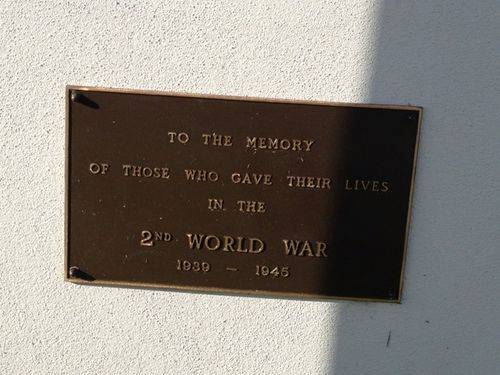 TO THE MEMORY
OF THOSE WHO GAVE THEIR LIVES
IN THE
2ND WORLD WAR
1939 – 1945